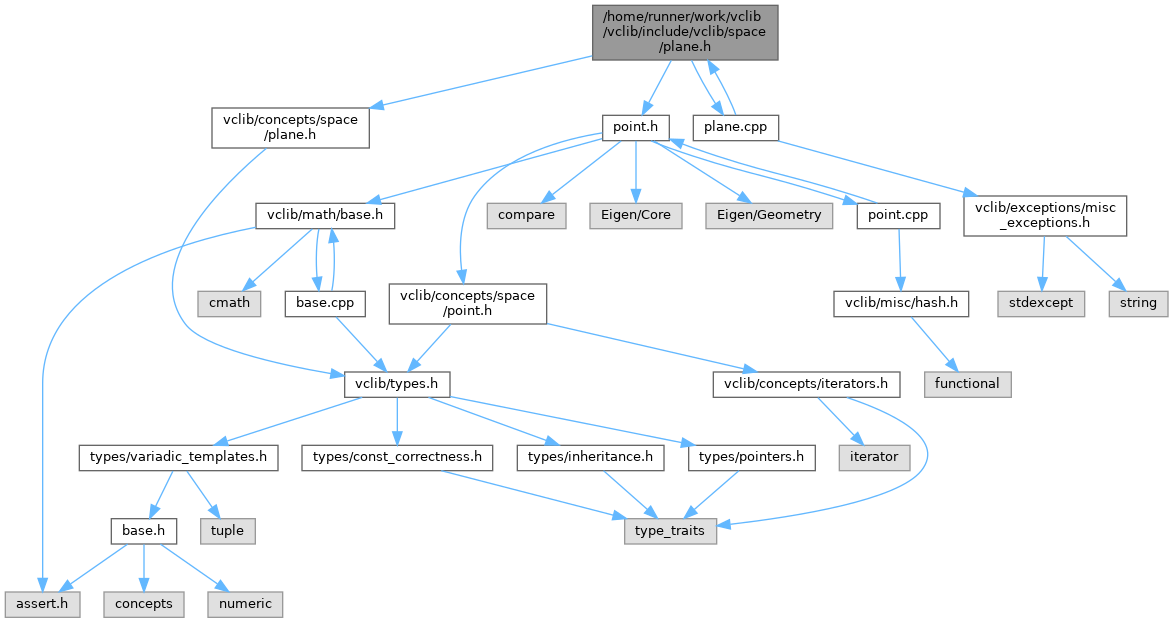 /home/runner/work/vclib
/vclib/include/vclib/space
/plane.h
vclib/concepts/space
/plane.h
point.h
plane.cpp
vclib/math/base.h
compare
Eigen/Core
Eigen/Geometry
point.cpp
vclib/exceptions/misc
_exceptions.h
cmath
base.cpp
vclib/concepts/space
/point.h
vclib/misc/hash.h
stdexcept
string
vclib/types.h
vclib/concepts/iterators.h
functional
types/variadic_templates.h
types/const_correctness.h
types/inheritance.h
types/pointers.h
iterator
base.h
tuple
type_traits
assert.h
concepts
numeric